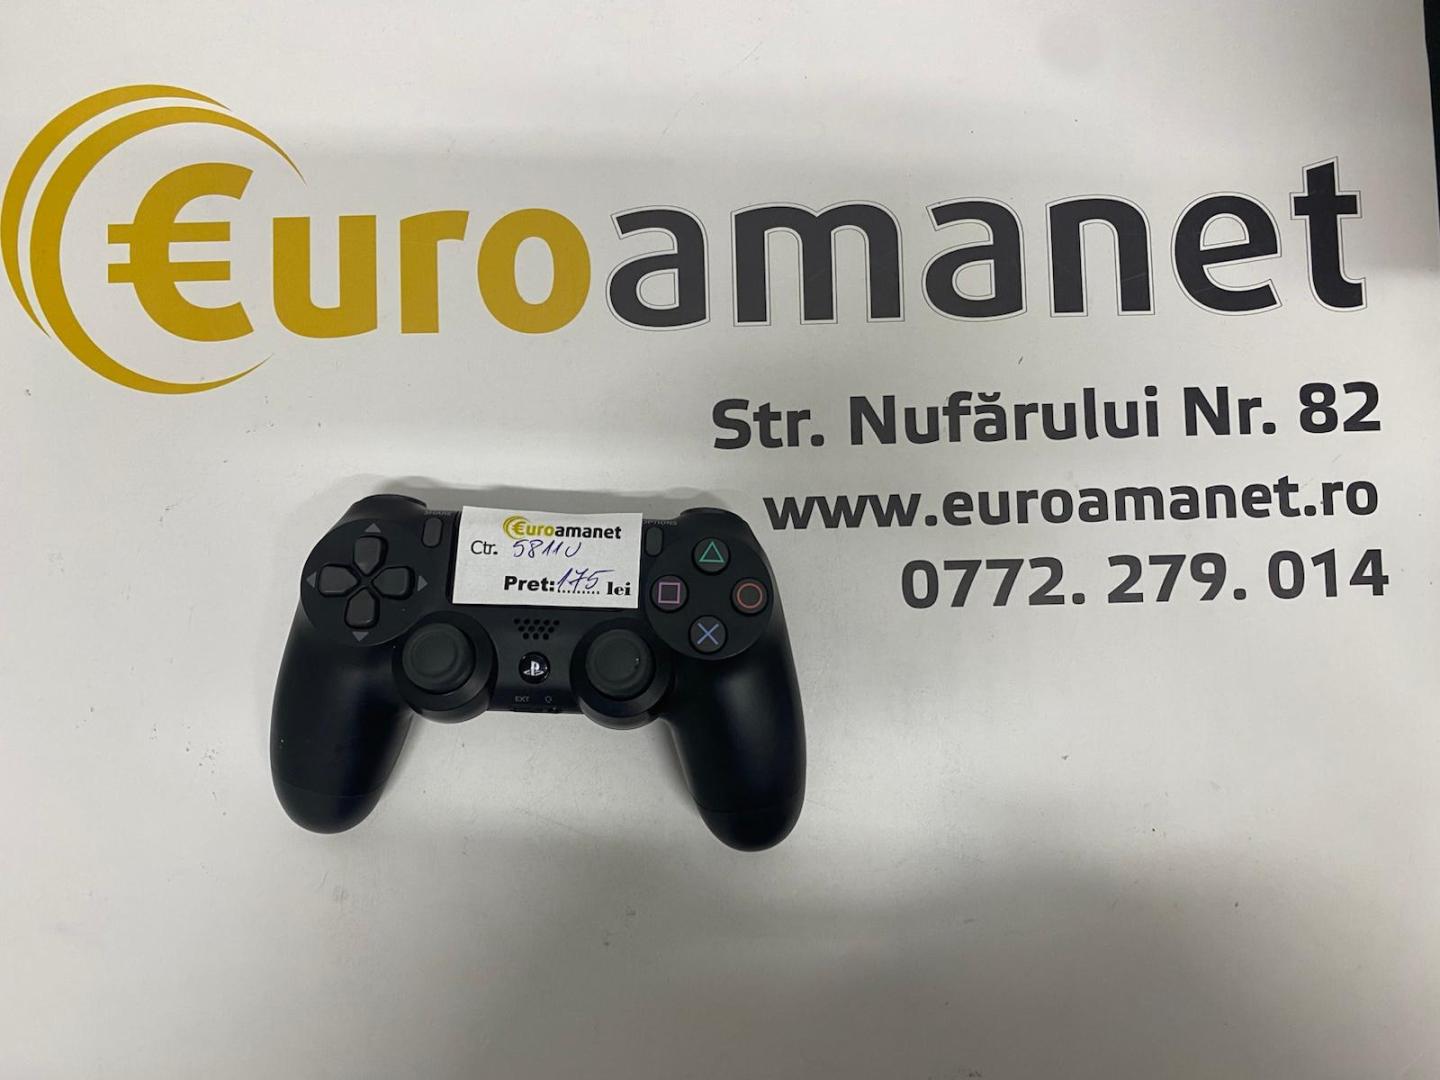 €uroamanet
Str. Nufărului Nr. 82
www.euroamanet.ro
0772. 279. 014
SHARE
OPTIONS
€uroamanet
Ctr. 5811U
Pret:175 lei
EXT